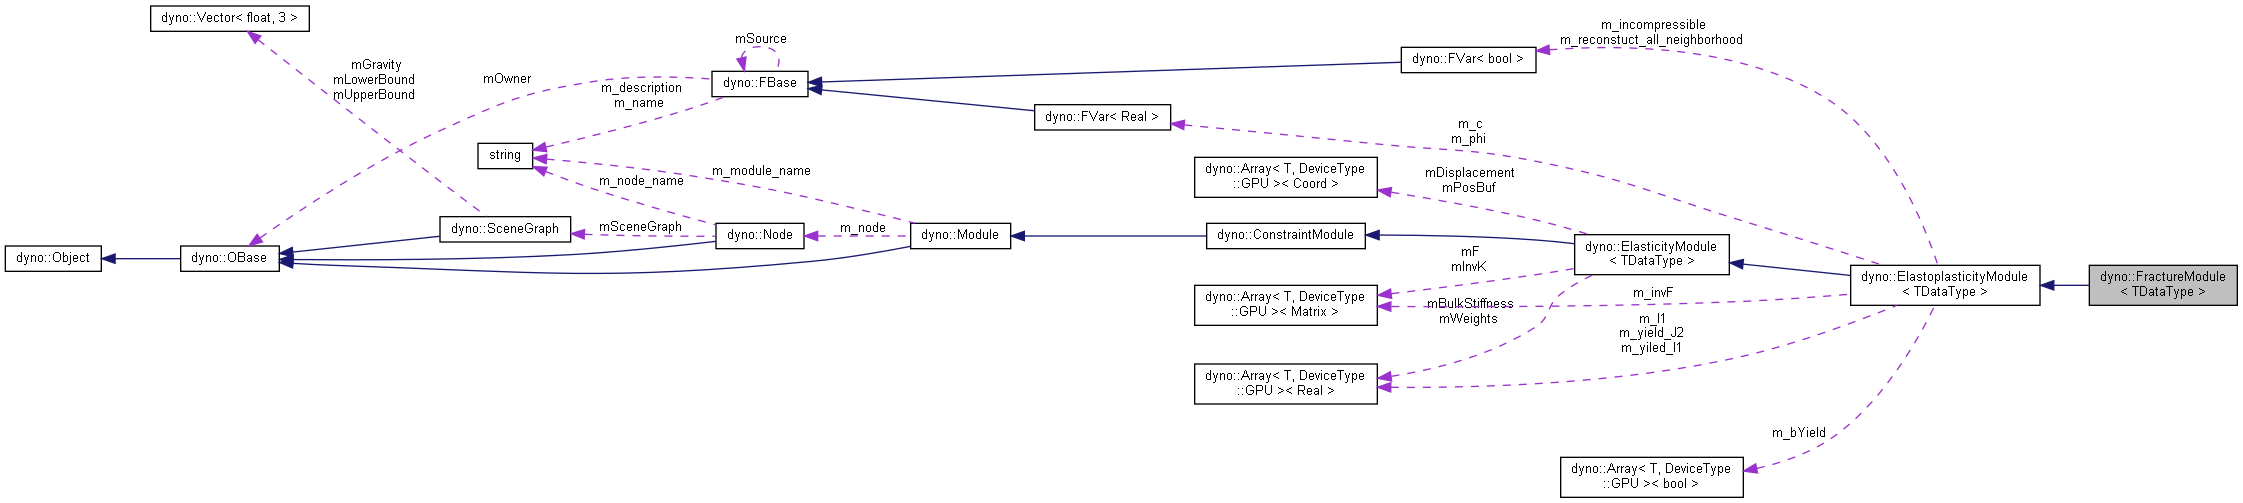 dyno::Vector< float, 3 >
mGravity
mLowerBound
mUpperBound
mOwner
mSource
dyno::FBase
m_description
m_name
string
m_module_name
m_node_name
dyno::SceneGraph
mSceneGraph
dyno::Node
m_node
dyno::Module
dyno::Object
dyno::OBase
m_incompressible
m_reconstuct_all_neighborhood
dyno::FVar< bool >
dyno::FVar< Real >
m_c
m_phi
dyno::Array< T, DeviceType
::GPU >< Coord >
mDisplacement
mPosBuf
dyno::ConstraintModule
dyno::ElasticityModule
< TDataType >
mF
mInvK
dyno::Array< T, DeviceType
::GPU >< Matrix >
m_invF
mBulkStiffness
mWeights
m_I1
m_yield_J2
m_yiled_I1
dyno::Array< T, DeviceType
::GPU >< Real >
dyno::ElastoplasticityModule
< TDataType >
dyno::FractureModule
< TDataType >
m_bYield
dyno::Array< T, DeviceType
::GPU >< bool >